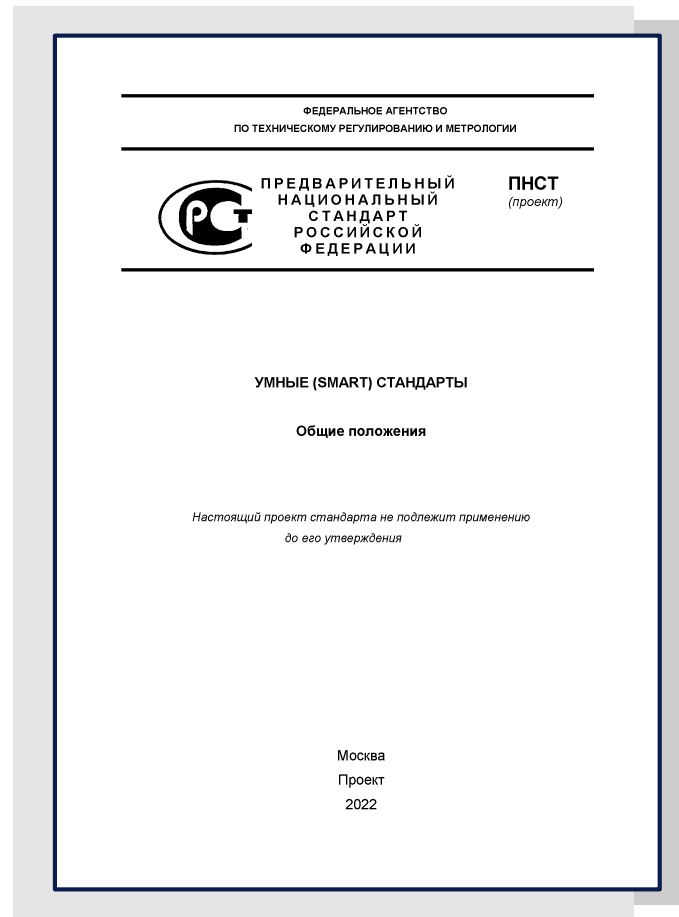 ФЕДЕРАЛЬНОЕ АГЕНТСТВО
ПО ТЕХНИЧЕСКОМУ РЕГУЛИРОВАНИЮ И МЕТРОЛОГИИ
РСТ
ПРЕДВАРИТЕЛЬНЫЙ
НАЦИОНАЛЬНЫЙ
СТАНДАРТ
РОССИЙСКОЙ
ФЕДЕРАЦИИ
ПНСТ
(проект)
УМНЫЕ (SMART) СТАНДАРТЫ
Общие положения
Настоящий проект стандарта не подлежит применению
до его утверждения
Москва
Проект
2022